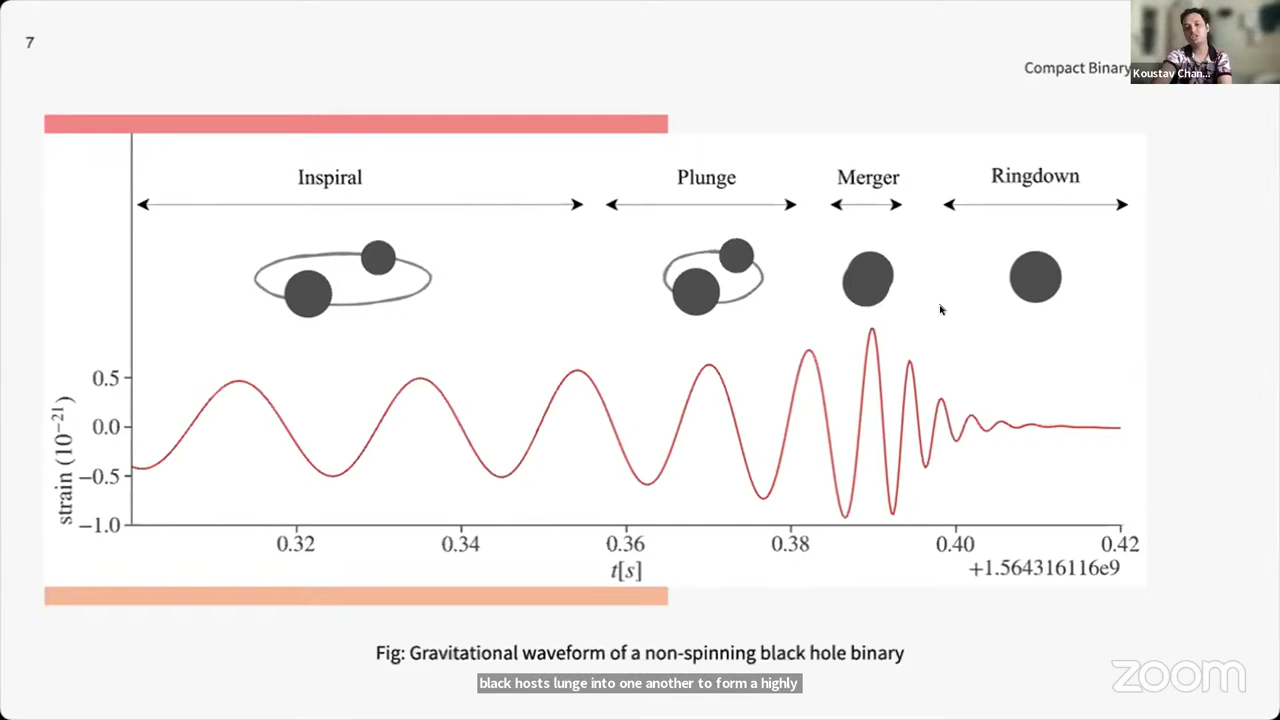 7
Compact Binary
Koustav Chan...
Inspiral
Plunge
Merger
Ringdown
0.5
0.0
−0.5
−1.0
strain (10⁻²¹)
0.32
0.34
0.36
0.38
0.40
0.42
t[s]
+1.564316116e9
Fig: Gravitational waveform of a non-spinning black hole binary
black hosts lunge into one another to form a highly
zoom